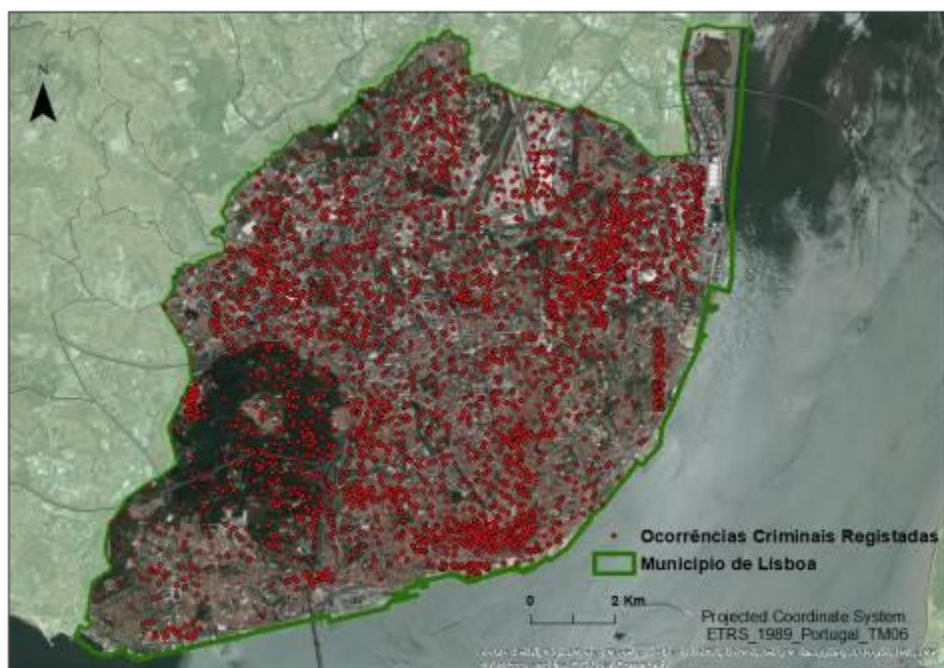 N
Ocorrências Criminais Registadas
Município de Lisboa
0 2 Km
Projected Coordinate System
ETRS_1989_Portugal_TM06